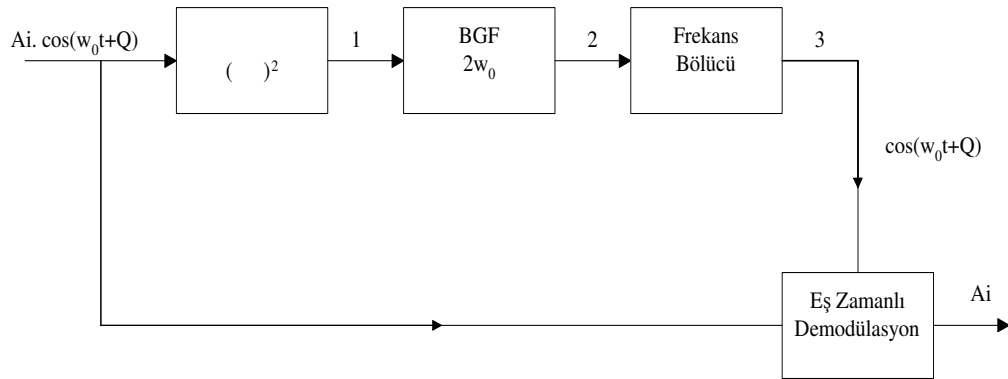 Ai. cos(w₀t+Q)
( )²
1
BGF
2w₀
2
Frekans
Bölücü
3
cos(w₀t+Q)
Eş Zamanlı
Demodülasyon
Ai